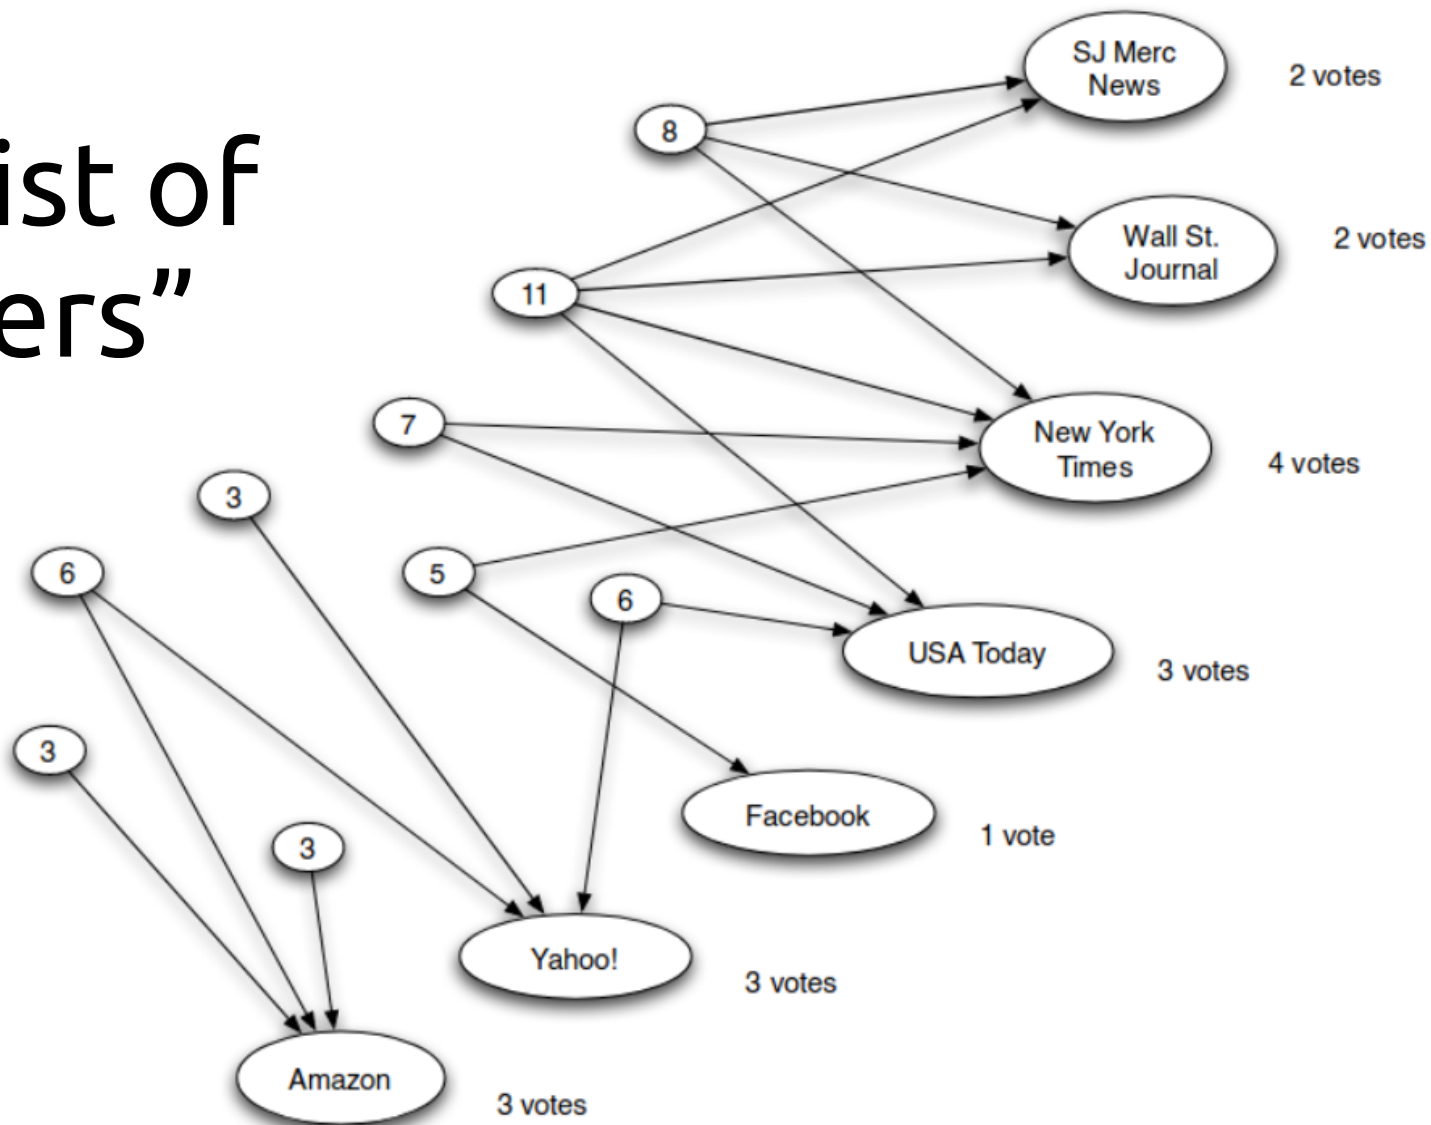 ist of
ers”
SJ Merc
News
2 votes
8
Wall St.
Journal
2 votes
11
7
New York
Times
4 votes
3
6
5
6
USA Today
3 votes
3
Facebook
1 vote
3
Yahoo!
3 votes
Amazon
3 votes